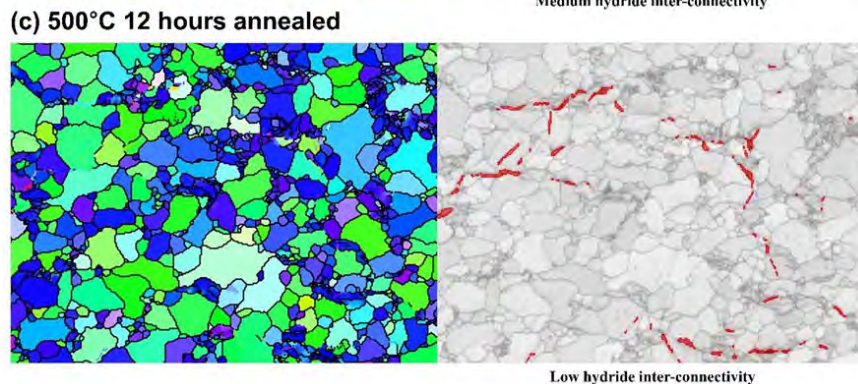 Medium hydride inter-connectivity
(c) 500°C 12 hours annealed
Low hydride inter-connectivity